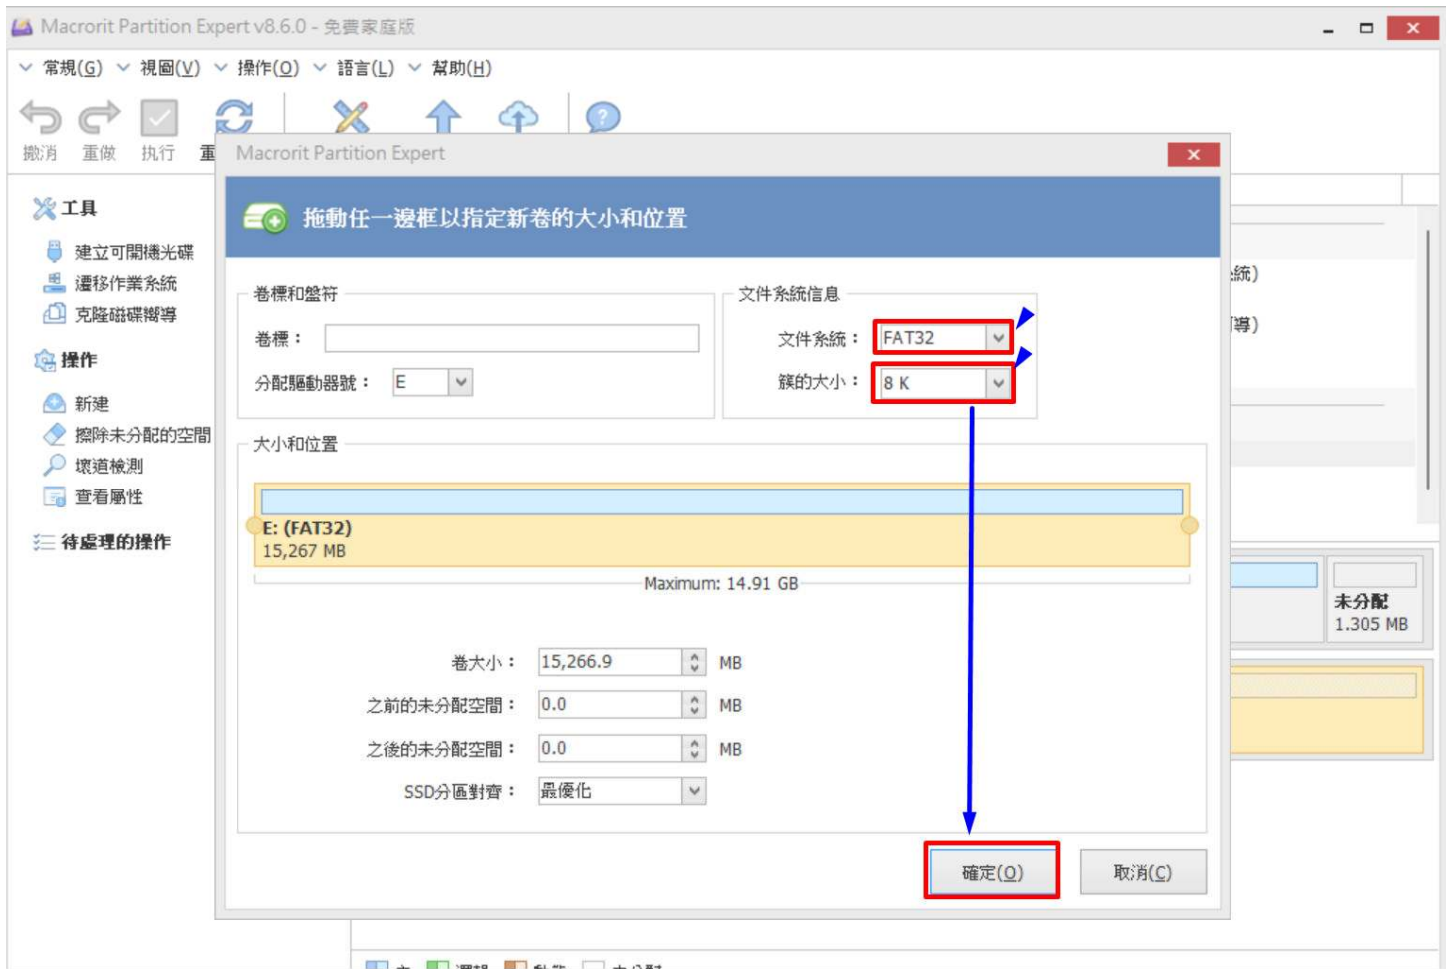 Macrorit Partition Expert v8.6.0 - 免費家庭版
常規(G) 視圖(V) 操作(O) 語言(L) 幫助(H)
撤消 重做 执行 重
Macrorit Partition Expert
拖動任一邊框以指定新卷的大小和位置
工具
建立可開機光碟
遷移作業系統
克隆磁碟嚮導
操作
新建
擦除未分配的空間
壞道檢測
查看屬性
待處理的操作
卷標和盤符
卷標：
分配驅動器號： E
文件系統信息
文件系統： FAT32
簇的大小： 8 K
大小和位置
E: (FAT32)
15,267 MB
Maximum: 14.91 GB
卷大小： 15,266.9 MB
之前的未分配空間： 0.0 MB
之後的未分配空間： 0.0 MB
SSD分區對齊： 最優化
確定(O) 取消(C)
統)
導)
未分配
1.305 MB